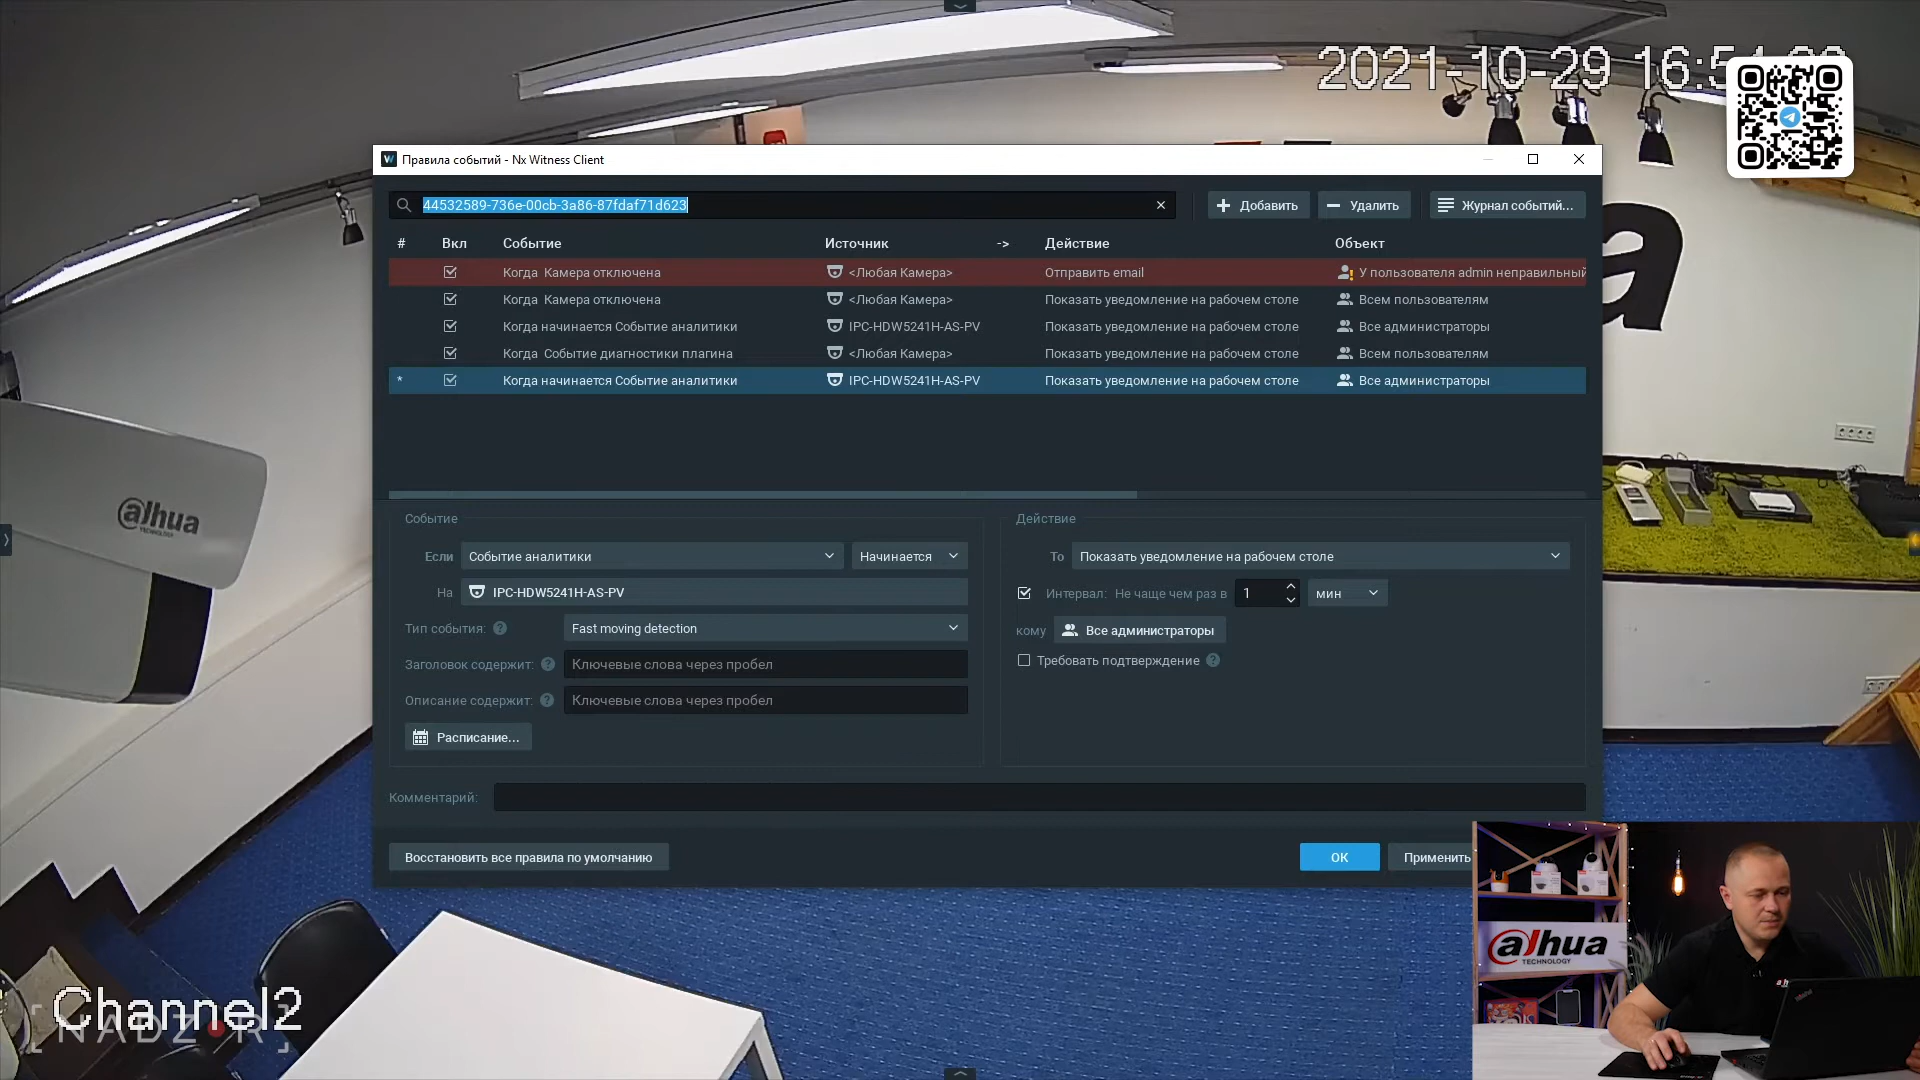 2021-10-29 16:5
Правила событий - Nx Witness Client
44532589-736e-00cb-3a86-87fdaf71d623
Добавить
Удалить
Журнал событий...
# Вкл Событие Источник -> Действие Объект
Когда Камера отключена <Любая Камера> Отправить email У пользователя admin неправильный
Когда Камера отключена <Любая Камера> Показать уведомление на рабочем столе Всем пользователям
Когда начинается Событие аналитики IPC-HDW5241H-AS-PV Показать уведомление на рабочем столе Все администраторы
Когда Событие диагностики плагина <Любая Камера> Показать уведомление на рабочем столе Всем пользователям
* Когда начинается Событие аналитики IPC-HDW5241H-AS-PV Показать уведомление на рабочем столе Все администраторы
Событие
Если Событие аналитики Начинается
На IPC-HDW5241H-AS-PV
Тип события: Fast moving detection
Заголовок содержит: Ключевые слова через пробел
Описание содержит: Ключевые слова через пробел
Расписание...
Действие
То Показать уведомление на рабочем столе
Интервал: Не чаще чем раз в 1 мин
кому Все администраторы
Требовать подтверждение
Комментарий:
Восстановить все правила по умолчанию
ОК
Применить
alhua
TECHNOLOGY
a
Channel2
NADZOR
alhua
TECHNOLOGY